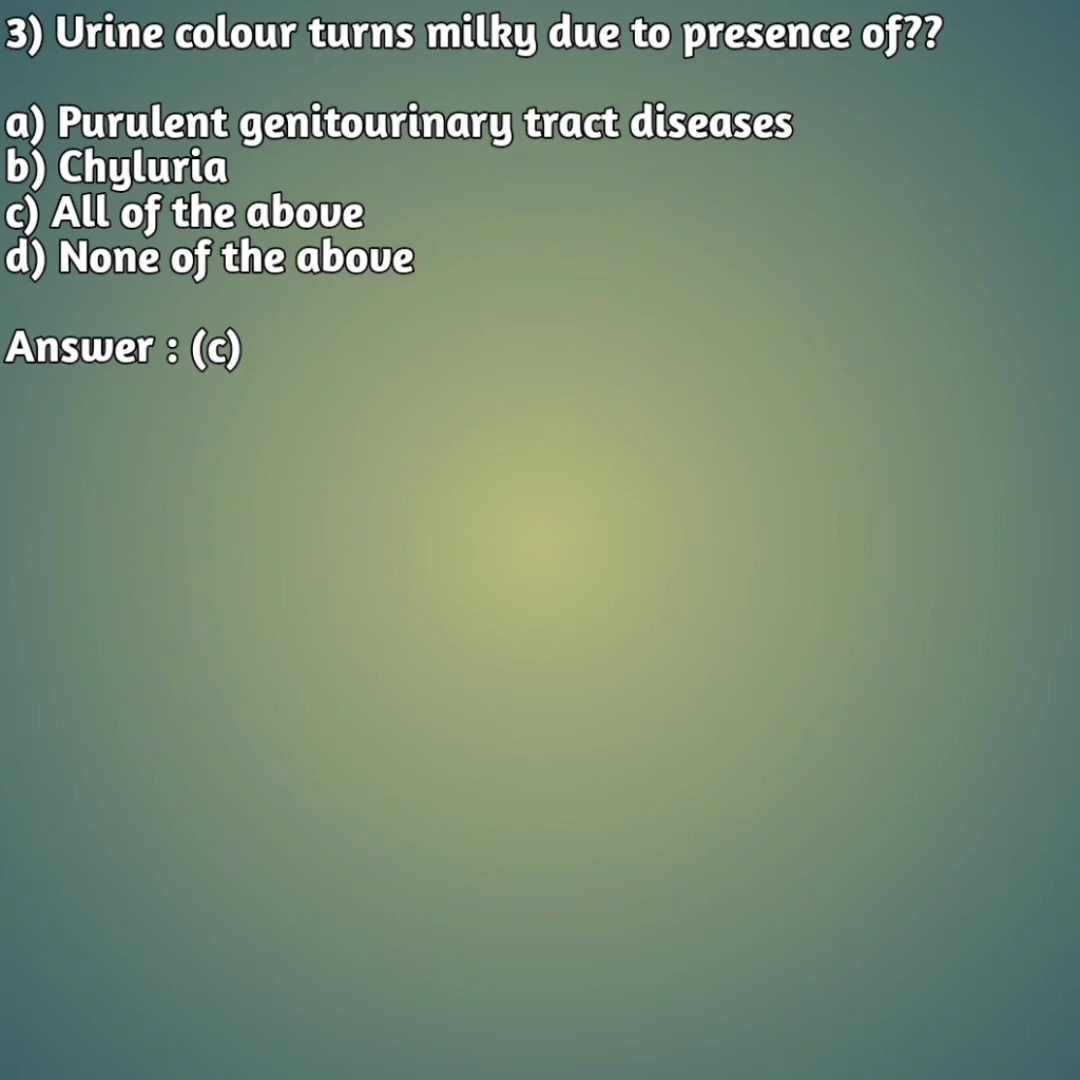 3) Urine colour turns milky due to presence of??
a) Purulent genitourinary tract diseases
b) Chyluria
c) All of the above
d) None of the above
Answer : (c)